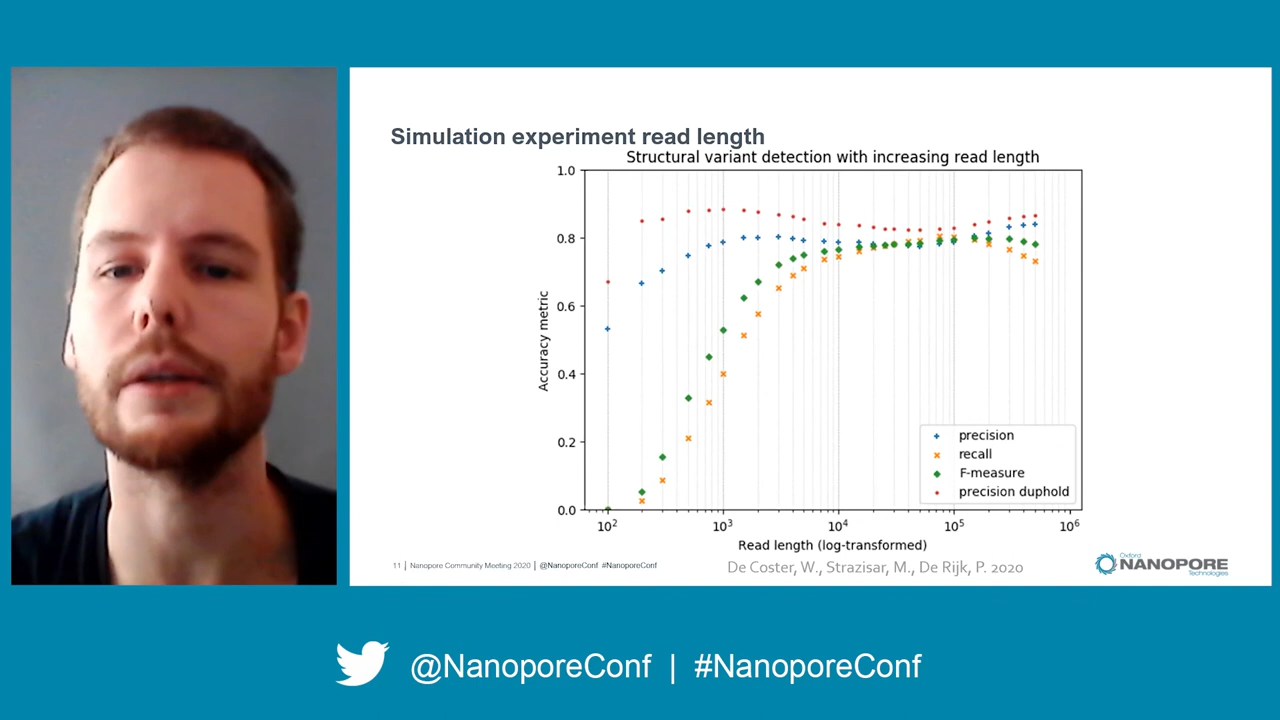 Simulation experiment read length
Structural variant detection with increasing read length
1.0
0.8
0.6
0.4
0.2
0.0
Accuracy metric
10² 10³ 10⁴ 10⁵ 10⁶
Read length (log-transformed)
precision
recall
F-measure
precision duphold
11 | Nanopore Community Meeting 2020 | @NanoporeConf #NanoporeConf
De Coster, W., Strazisar, M., De Rijk, P. 2020
Oxford
NANOPORE
Technologies
@NanoporeConf | #NanoporeConf